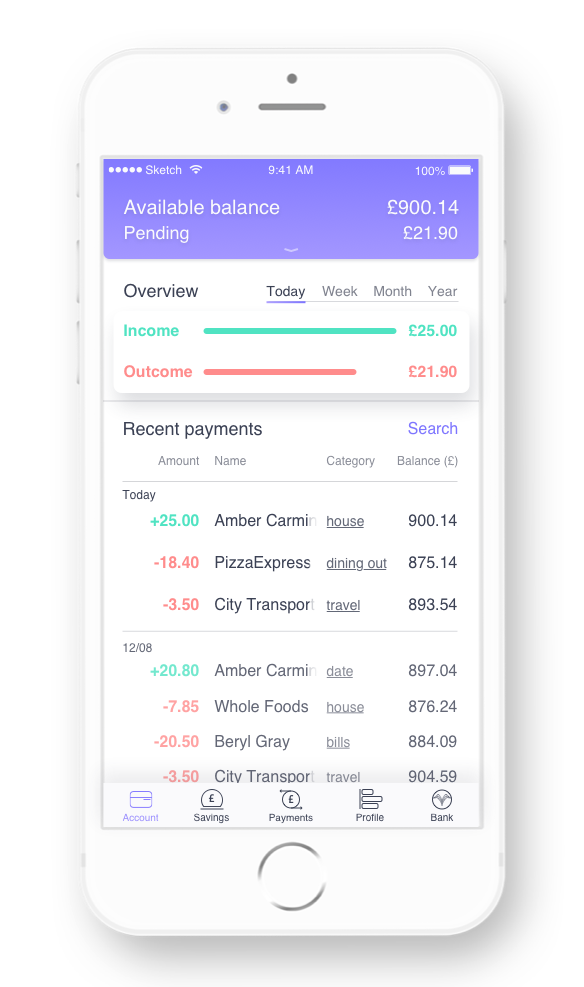 Sketch 9:41 AM 100%
Available balance £900.14
Pending £21.90
Overview Today Week Month Year
Income £25.00
Outcome £21.90
Recent payments Search
Amount Name Category Balance (£)
Today
+25.00 Amber Carmin house 900.14
-18.40 PizzaExpress dining out 875.14
-3.50 City Transport travel 893.54
12/08
+20.80 Amber Carmin date 897.04
-7.85 Whole Foods house 876.24
-20.50 Beryl Gray bills 884.09
-3.50 City Transport travel 904.59
£ £
Account Savings Payments Profile Bank